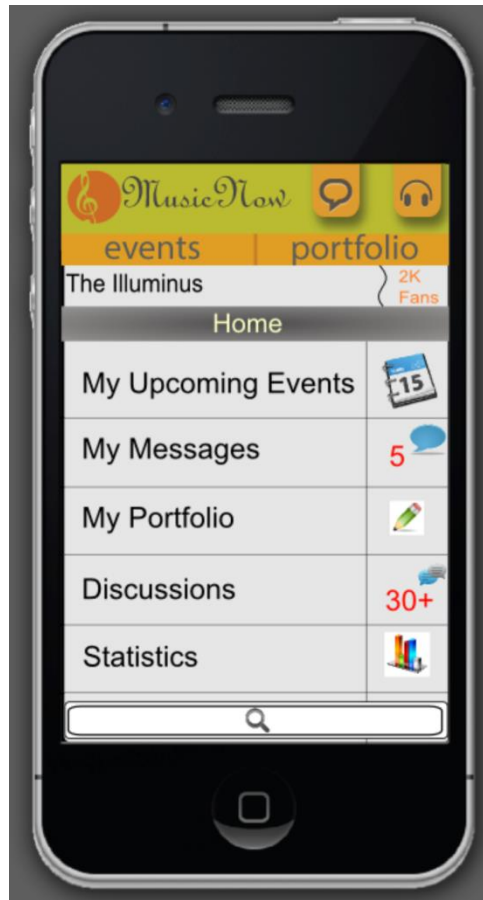 MusicNow
events | portfolio
The Illuminus
2K
Fans
Home
My Upcoming Events
15
My Messages
5
My Portfolio
Discussions
30+
Statistics